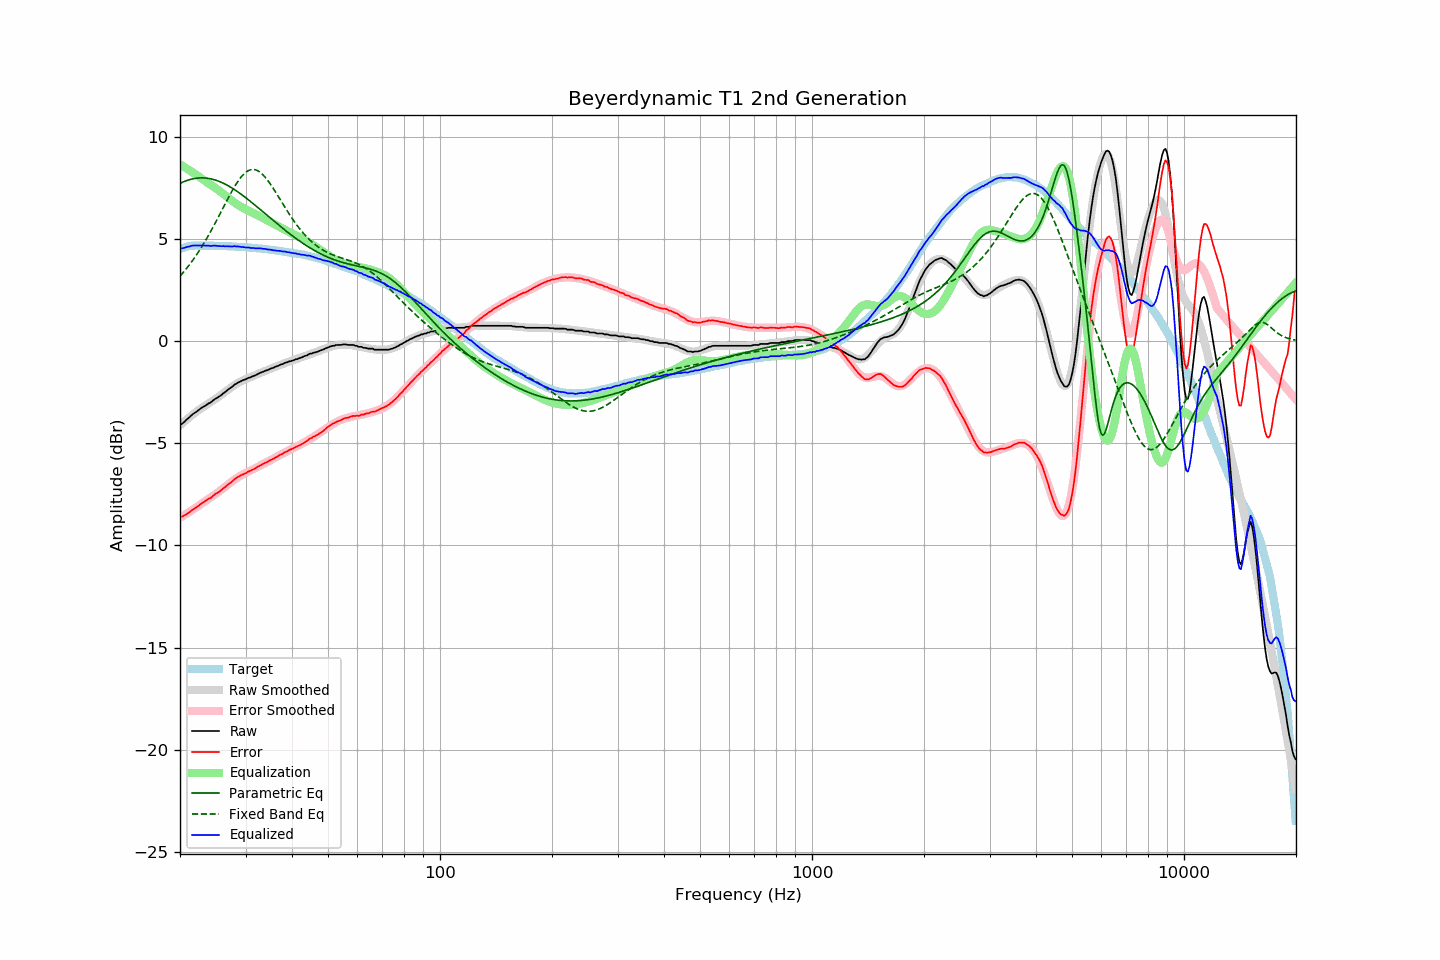 Beyerdynamic T1 2nd Generation
10
5
0
−5
−10
−15
−20
−25
Amplitude (dBr)
Target
Raw Smoothed
Error Smoothed
Raw
Error
Equalization
Parametric Eq
Fixed Band Eq
Equalized
100 1000 10000
Frequency (Hz)